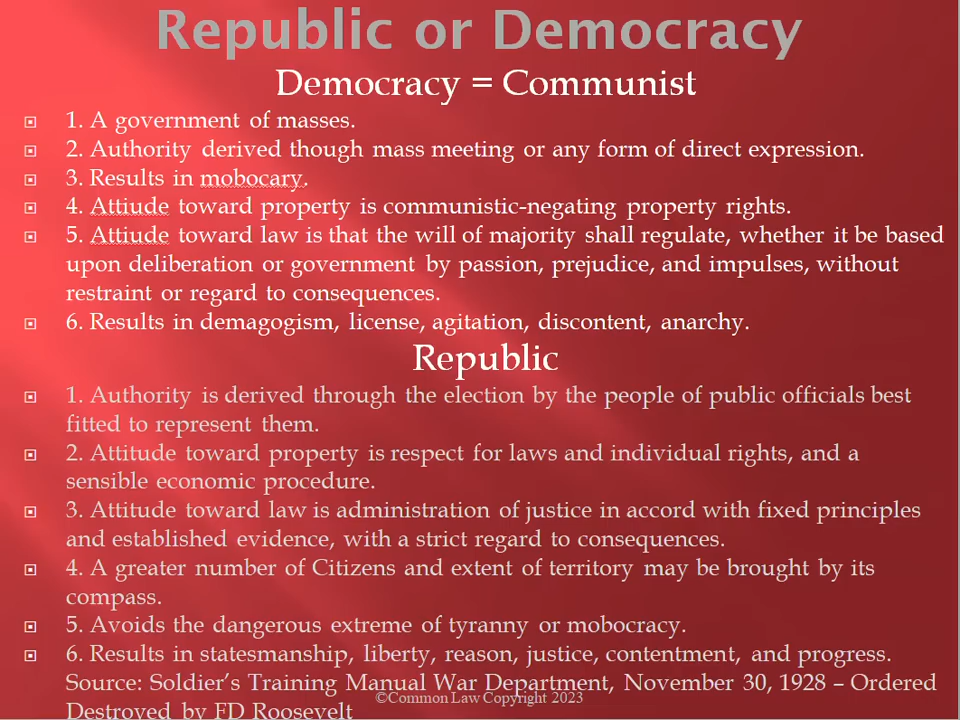 Republic or Democracy
Democracy = Communist
1. A government of masses.
2. Authority derived though mass meeting or any form of direct expression.
3. Results in mobocary.
4. Attiude toward property is communistic-negating property rights.
5. Attiude toward law is that the will of majority shall regulate, whether it be based
upon deliberation or government by passion, prejudice, and impulses, without
restraint or regard to consequences.
6. Results in demagogism, license, agitation, discontent, anarchy.
Republic
1. Authority is derived through the election by the people of public officials best
fitted to represent them.
2. Attitude toward property is respect for laws and individual rights, and a
sensible economic procedure.
3. Attitude toward law is administration of justice in accord with fixed principles
and established evidence, with a strict regard to consequences.
4. A greater number of Citizens and extent of territory may be brought by its
compass.
5. Avoids the dangerous extreme of tyranny or mobocracy.
6. Results in statesmanship, liberty, reason, justice, contentment, and progress.
Source: Soldier's Training Manual War Department, November 30, 1928 – Ordered
©Common Law Copyright 2023
Destroyed by FD Roosevelt